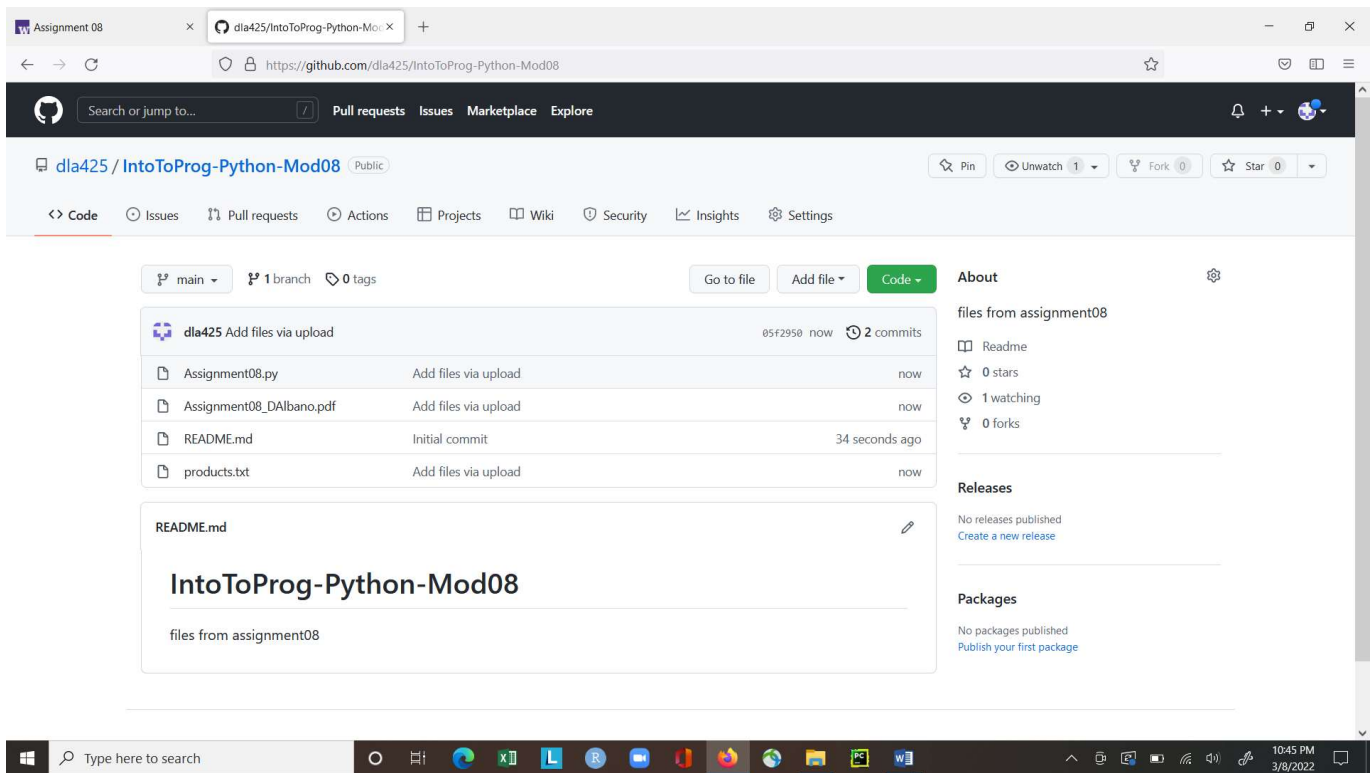 Assignment 08
dla425/IntoToProg-Python-Moc
https://github.com/dla425/IntoToProg-Python-Mod08
Search or jump to... / Pull requests Issues Marketplace Explore
dla425 / IntoToProg-Python-Mod08 Public
Pin Unwatch 1 Fork 0 Star 0
Code Issues Pull requests Actions Projects Wiki Security Insights Settings
main 1 branch 0 tags Go to file Add file Code
dla425 Add files via upload 05f2950 now 2 commits
Assignment08.py Add files via upload now
Assignment08_DAlbano.pdf Add files via upload now
README.md Initial commit 34 seconds ago
products.txt Add files via upload now
README.md
IntoToProg-Python-Mod08
files from assignment08
About
files from assignment08
Readme
0 stars
1 watching
0 forks
Releases
No releases published
Create a new release
Packages
No packages published
Publish your first package
Type here to search
10:45 PM
3/8/2022